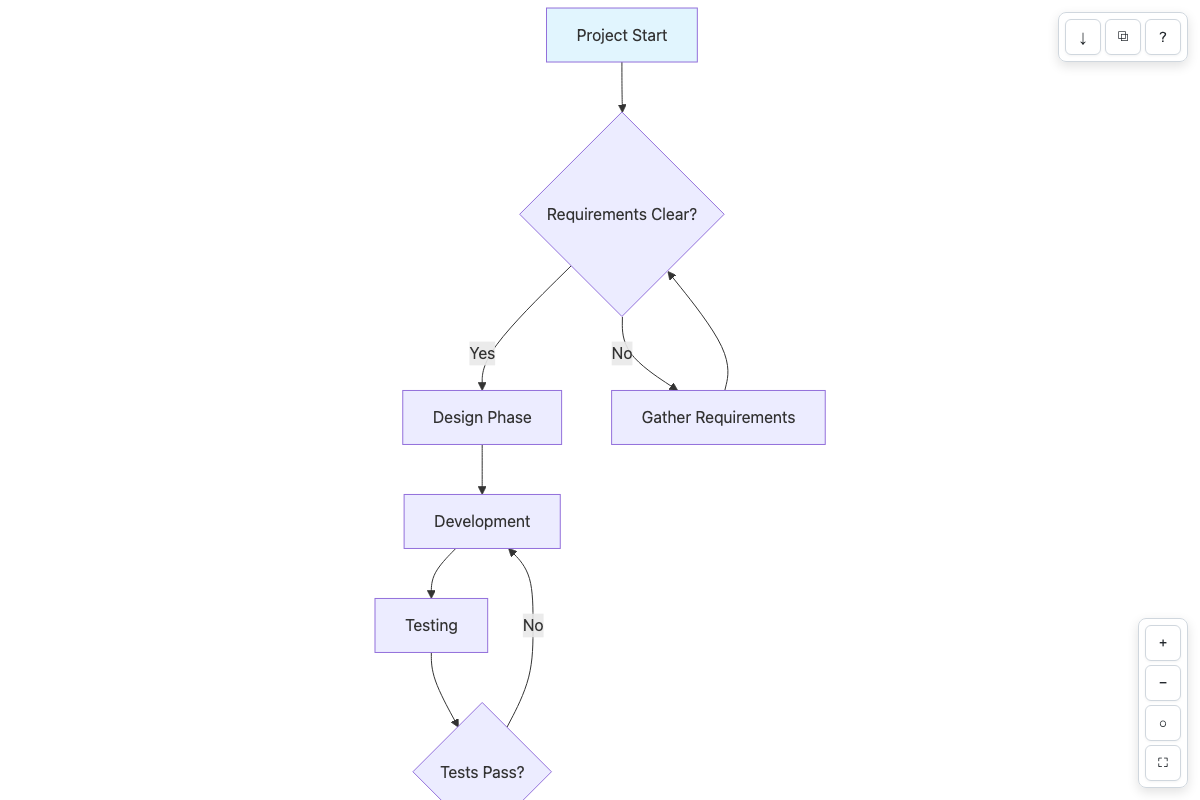 Project Start
Requirements Clear?
Yes
No
Design Phase
Gather Requirements
Development
Testing
No
Tests Pass?
↓
⧉
?
+
−
○
⛶